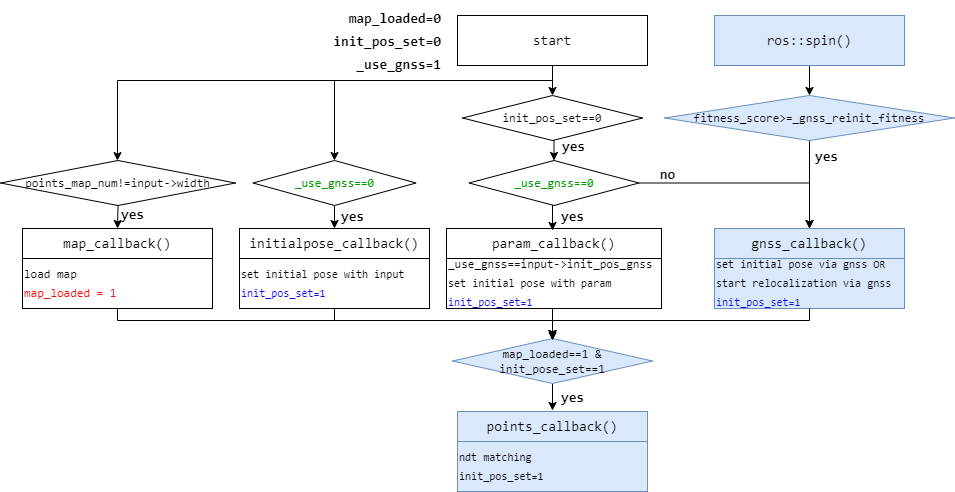 map_loaded=0
init_pos_set=0
_use_gnss=1
start
ros::spin()
init_pos_set==0
fitness_score>=_gnss_reinit_fitness
yes
yes
points_map_num!=input->width
_use_gnss==0
_use_gnss==0
no
yes
yes
yes
map_callback()
load map
map_loaded = 1
initialpose_callback()
set initial pose with input
init_pos_set=1
param_callback()
_use_gnss==input->init_pos_gnss
set initial pose with param
init_pos_set=1
gnss_callback()
set initial pose via gnss OR
start relocalization via gnss
init_pos_set=1
map_loaded==1 &
init_pose_set==1
yes
points_callback()
ndt matching
init_pos_set=1